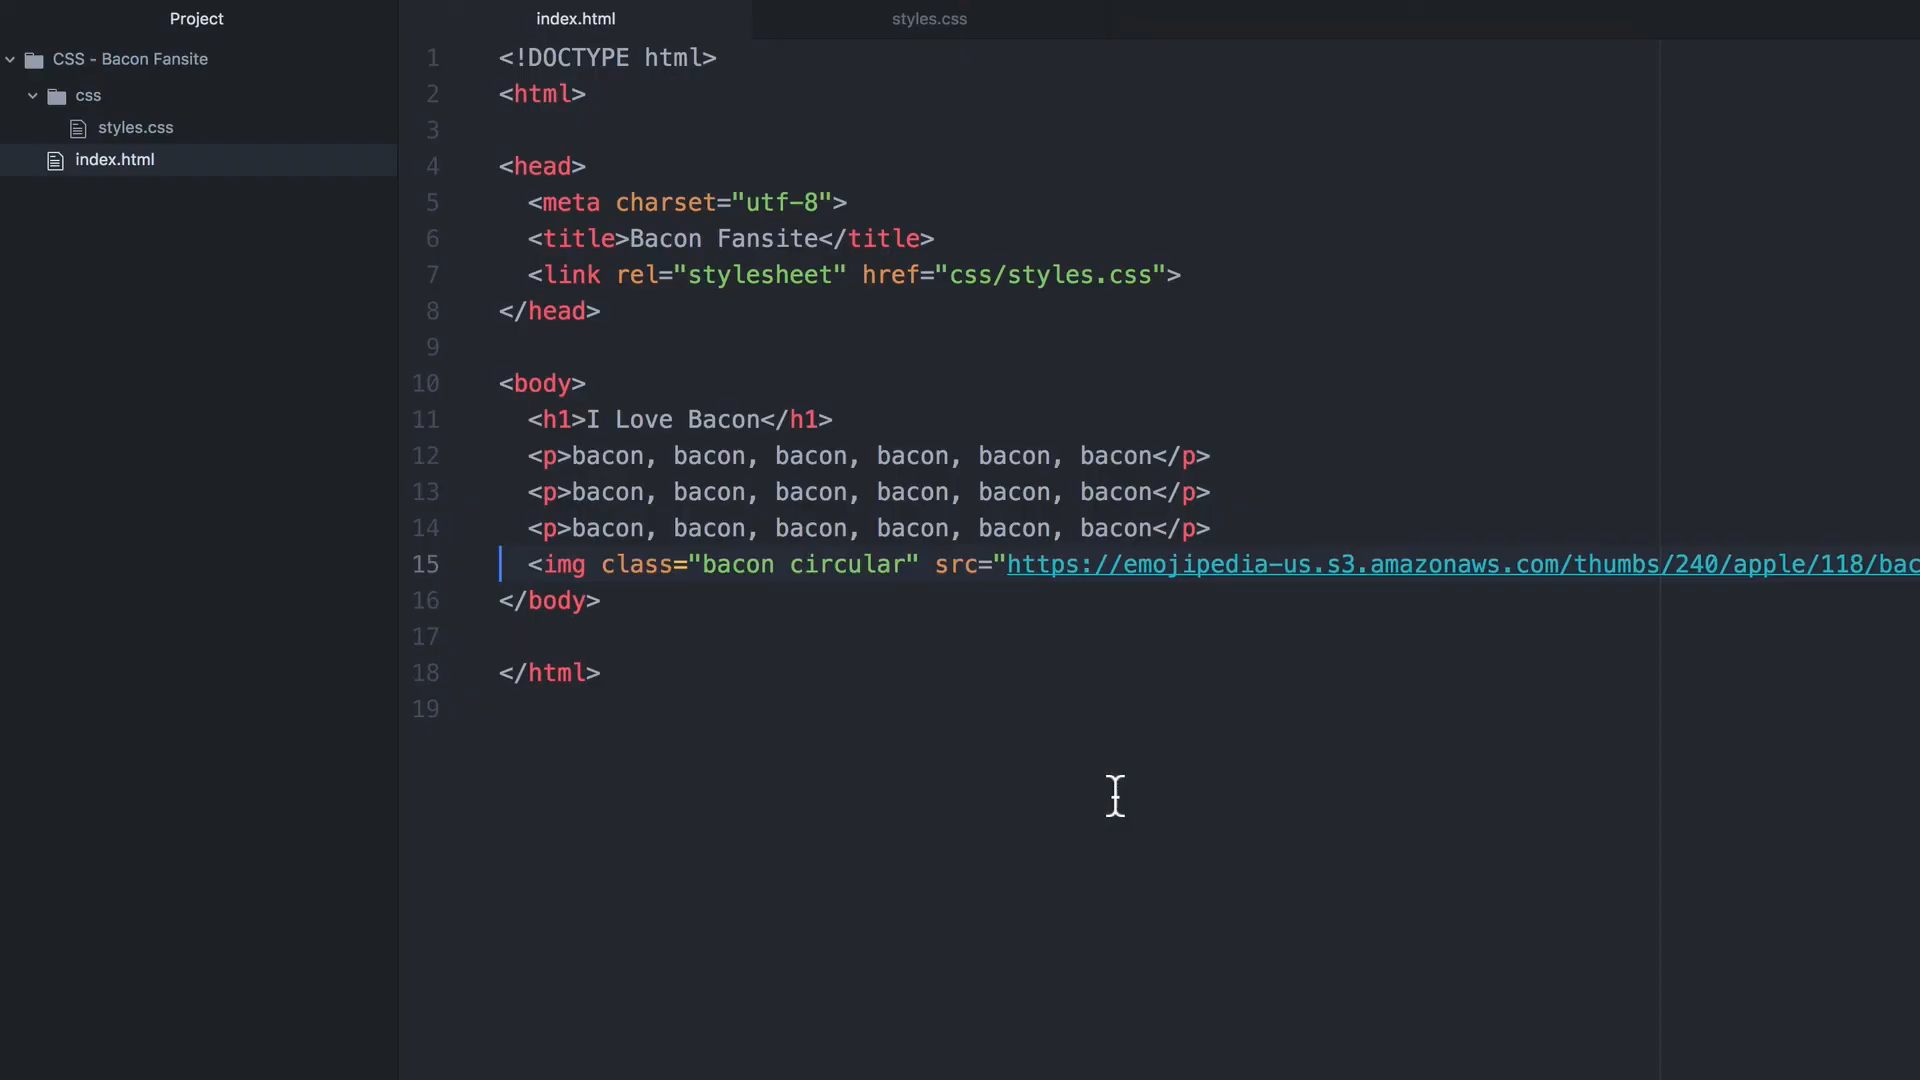 Project
CSS - Bacon Fansite
css
styles.css
index.html
index.html
styles.css
1 <!DOCTYPE html>
2 <html>
3
4 <head>
5   <meta charset="utf-8">
6   <title>Bacon Fansite</title>
7   <link rel="stylesheet" href="css/styles.css">
8 </head>
9
10 <body>
11   <h1>I Love Bacon</h1>
12   <p>bacon, bacon, bacon, bacon, bacon, bacon</p>
13   <p>bacon, bacon, bacon, bacon, bacon, bacon</p>
14   <p>bacon, bacon, bacon, bacon, bacon, bacon</p>
15   <img class="bacon circular" src="https://emojipedia-us.s3.amazonaws.com/thumbs/240/apple/118/bac
16 </body>
17
18 </html>
19